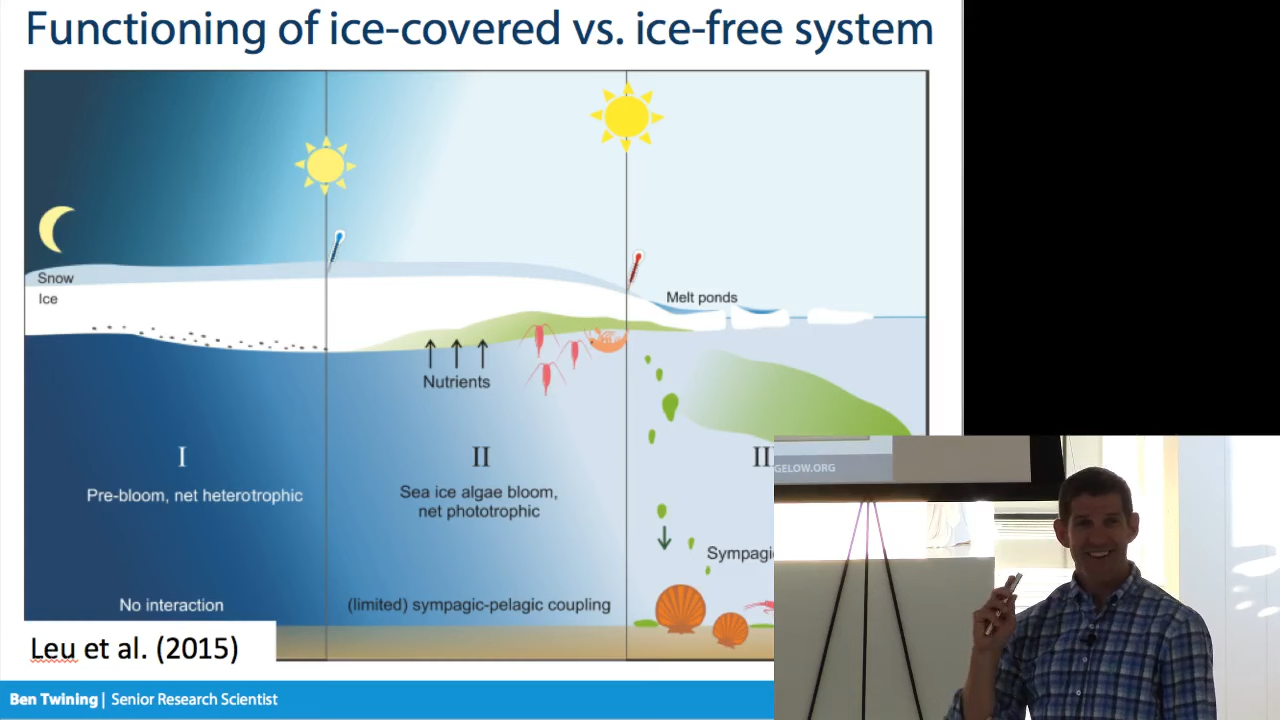 Functioning of ice-covered vs. ice-free system
Snow
Ice
Melt ponds
Nutrients
I
II
III
Pre-bloom, net heterotrophic
Sea ice algae bloom,
net phototrophic
Sympagi
No interaction
(limited) sympagic-pelagic coupling
Leu et al. (2015)
Ben Twining | Senior Research Scientist
GELOW.ORG